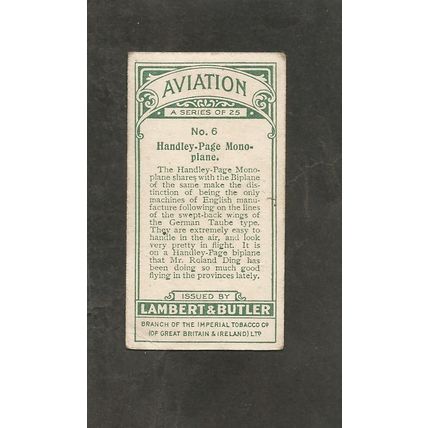 AVIATION
A SERIES OF 25
No. 6
Handley-Page Mono-
plane.
The Handley-Page Mono-
plane shares with the Biplane
of the same make the dis-
tinction of being the only
machines of English manu-
facture following on the lines
of the swept-back wings of
the German Taube type.
They are extremely easy to
handle in the air, and look
very pretty in flight. It is
on a Handley-Page biplane
that Mr. Roland Ding has
been doing so much good
flying in the provinces lately.
ISSUED BY
LAMBERT & BUTLER
BRANCH OF THE IMPERIAL TOBACCO CO
(OF GREAT BRITAIN & IRELAND) LTD